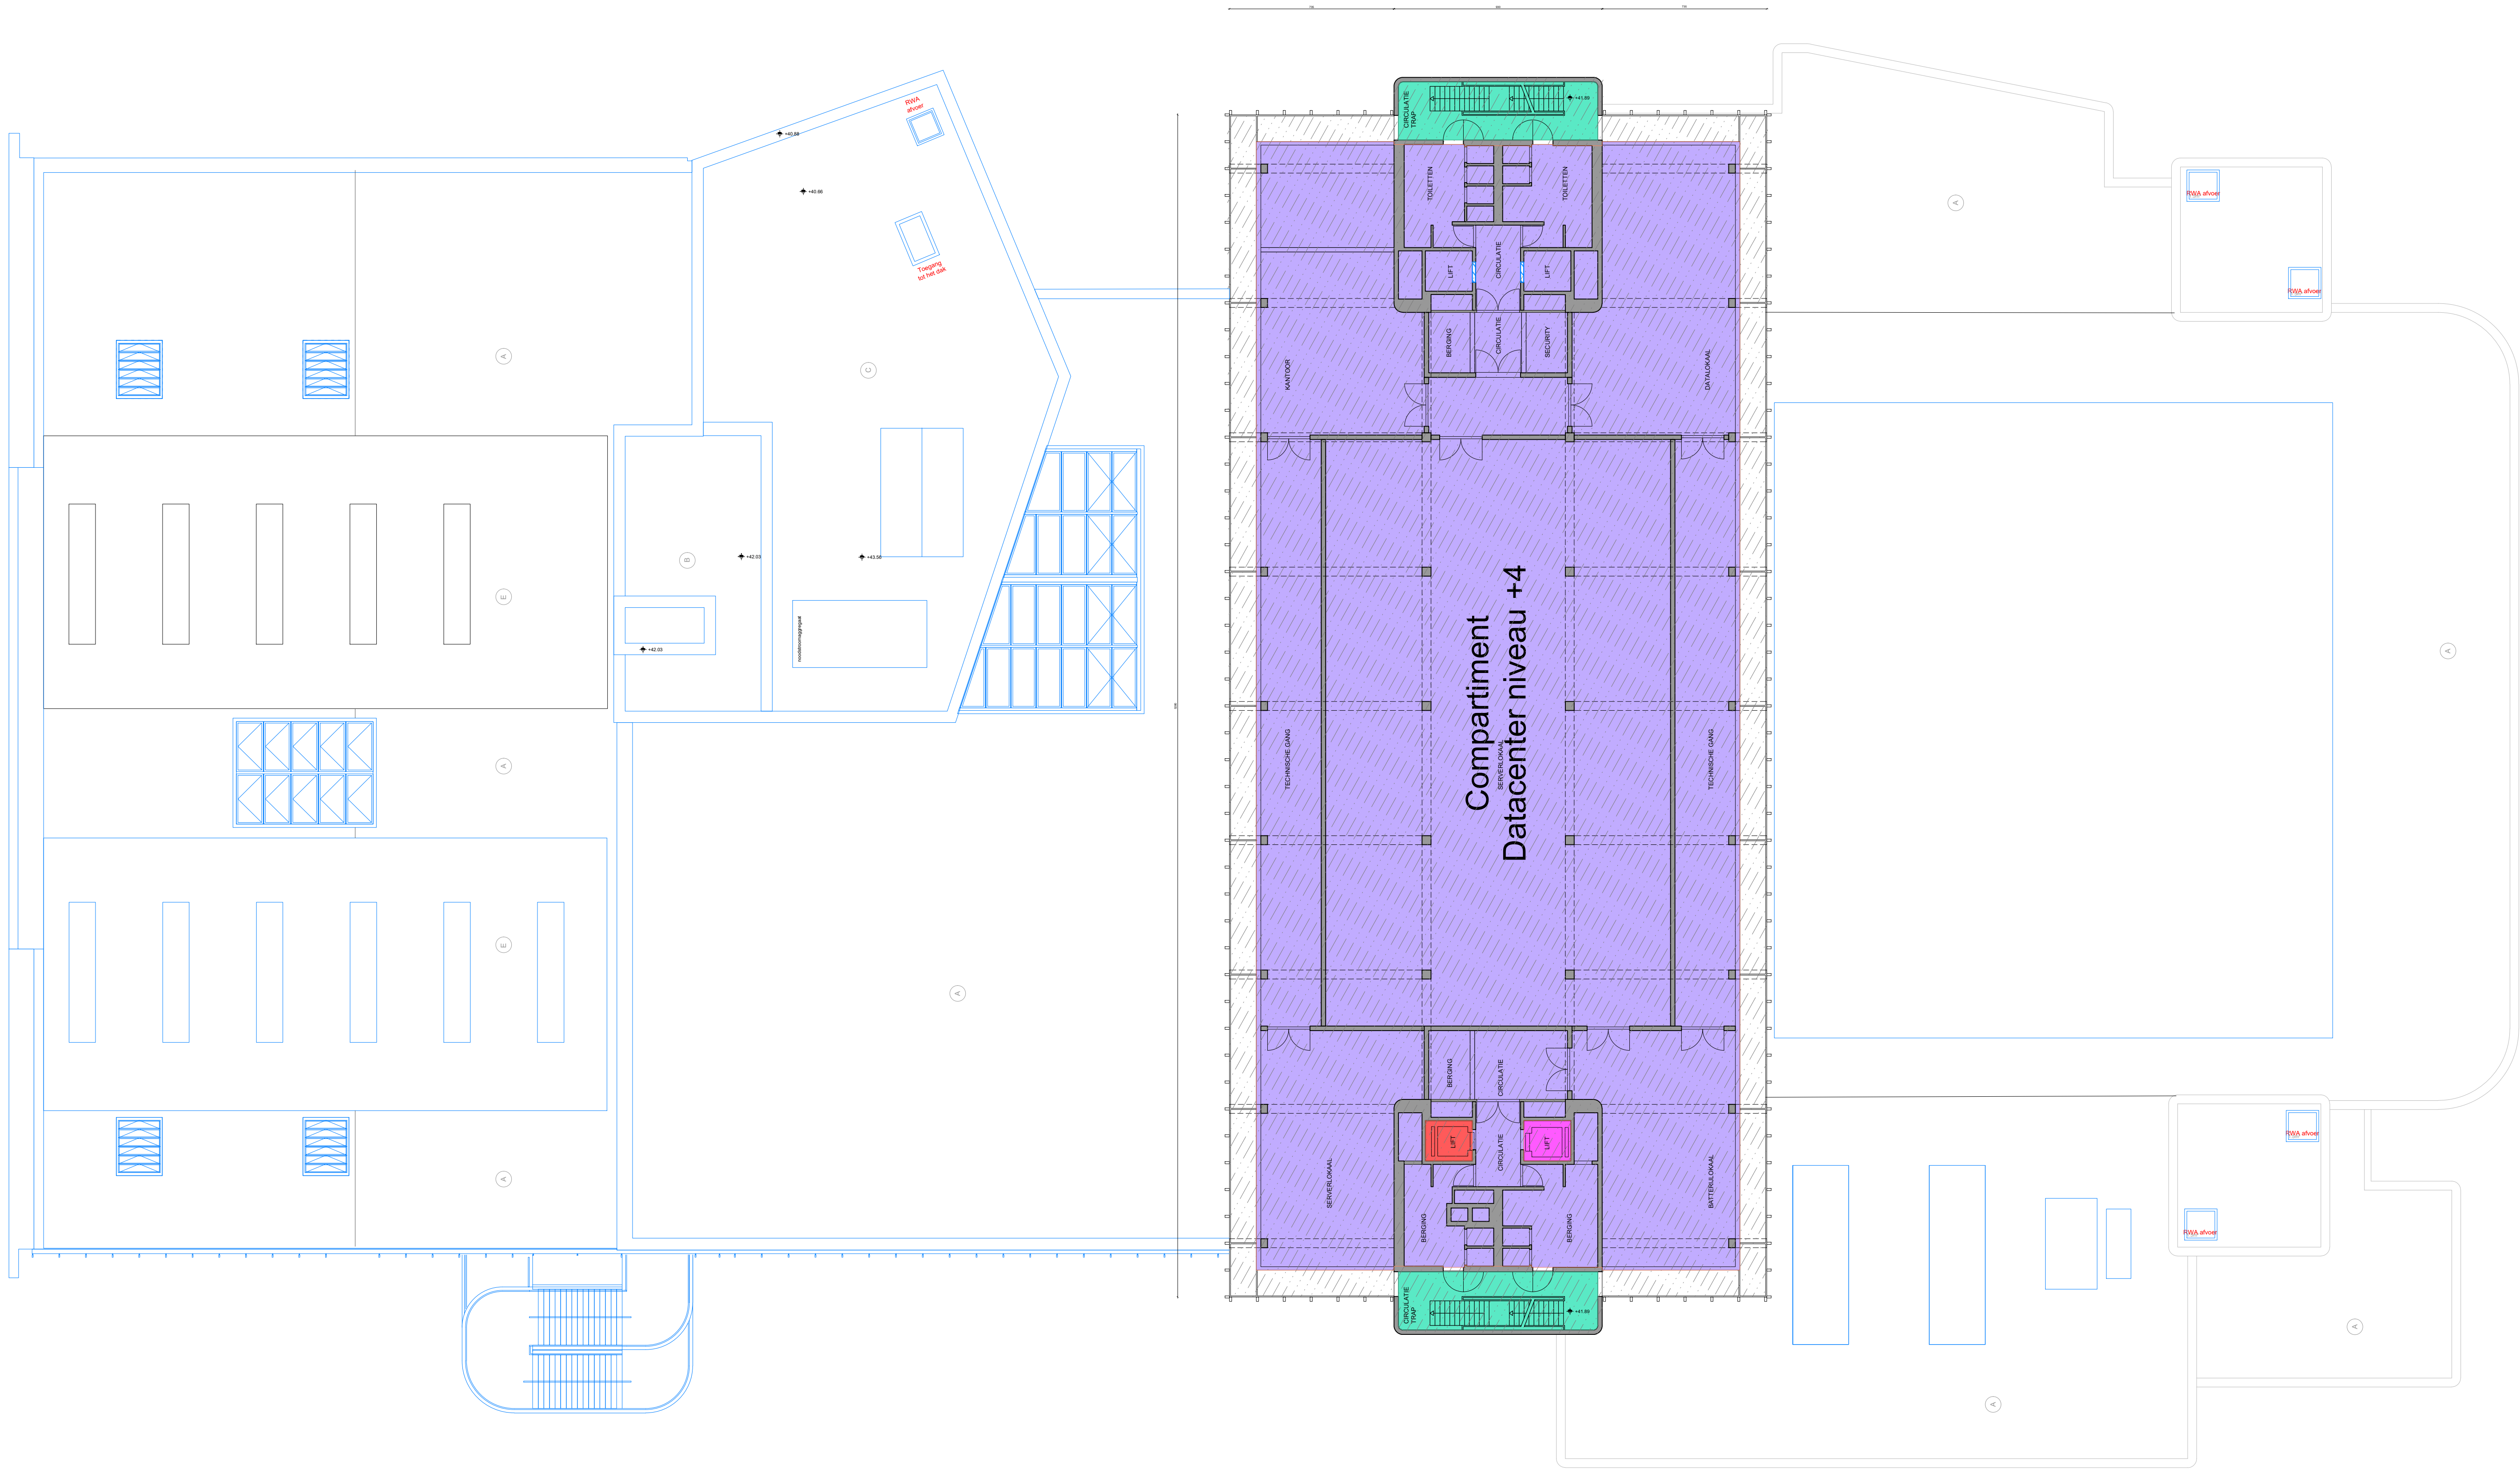 RWA
afvoer
+40.88
+40.66
Toegang
tot het dak
A
C
B
+42.03
+43.58
E
+42.03
noodstroomaggregaat
A
E
A
A
CIRCULATIE
TRAP
+41.89
TOILETTEN
TOILETTEN
LIFT
CIRCULATIE
LIFT
BERGING
CIRCULATIE
SECURITY
KANTOOR
DATALOKAAL
Compartiment
Datacenter niveau +4
SERVERLOKAAL
TECHNISCHE GANG
TECHNISCHE GANG
BERGING
CIRCULATIE
LIFT
CIRCULATIE
LIFT
SERVERLOKAAL
BATTERIJLOKAAL
BERGING
BERGING
CIRCULATIE
TRAP
+41.89
A
RWA afvoer
RWA afvoer
A
RWA afvoer
RWA afvoer
A
A